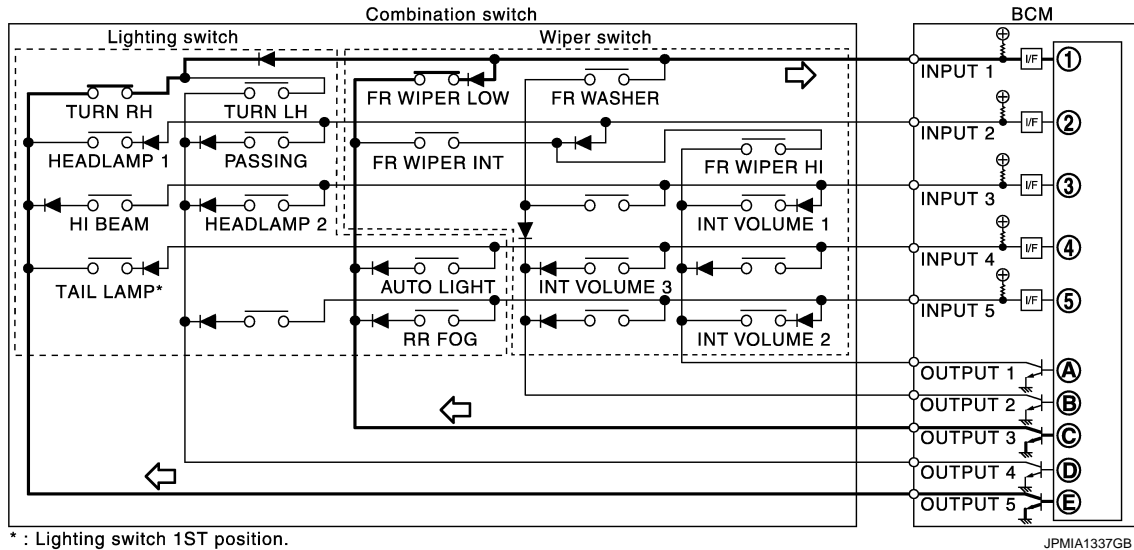 Combination switch
BCM
Lighting switch
Wiper switch
INPUT 1
I/F
1
TURN RH
TURN LH
FR WIPER LOW
FR WASHER
INPUT 2
I/F
2
HEADLAMP 1
PASSING
FR WIPER INT
FR WIPER HI
INPUT 3
I/F
3
HI BEAM
HEADLAMP 2
INT VOLUME 1
INPUT 4
I/F
4
TAIL LAMP*
AUTO LIGHT
INT VOLUME 3
INPUT 5
I/F
5
RR FOG
INT VOLUME 2
OUTPUT 1
A
OUTPUT 2
B
OUTPUT 3
C
OUTPUT 4
D
OUTPUT 5
E
* : Lighting switch 1ST position.
JPMIA1337GB